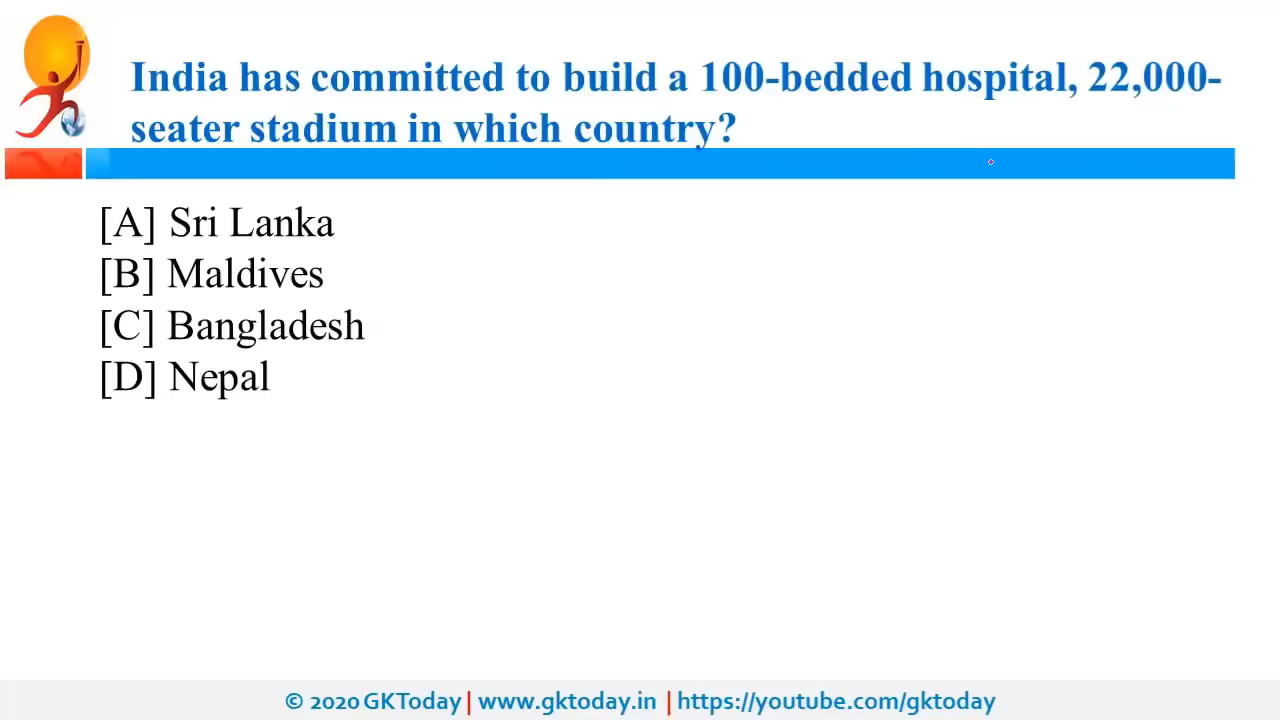 India has committed to build a 100-bedded hospital, 22,000-
seater stadium in which country?
[A] Sri Lanka
[B] Maldives
[C] Bangladesh
[D] Nepal
© 2020 GKToday | www.gktoday.in | https://youtube.com/gktoday